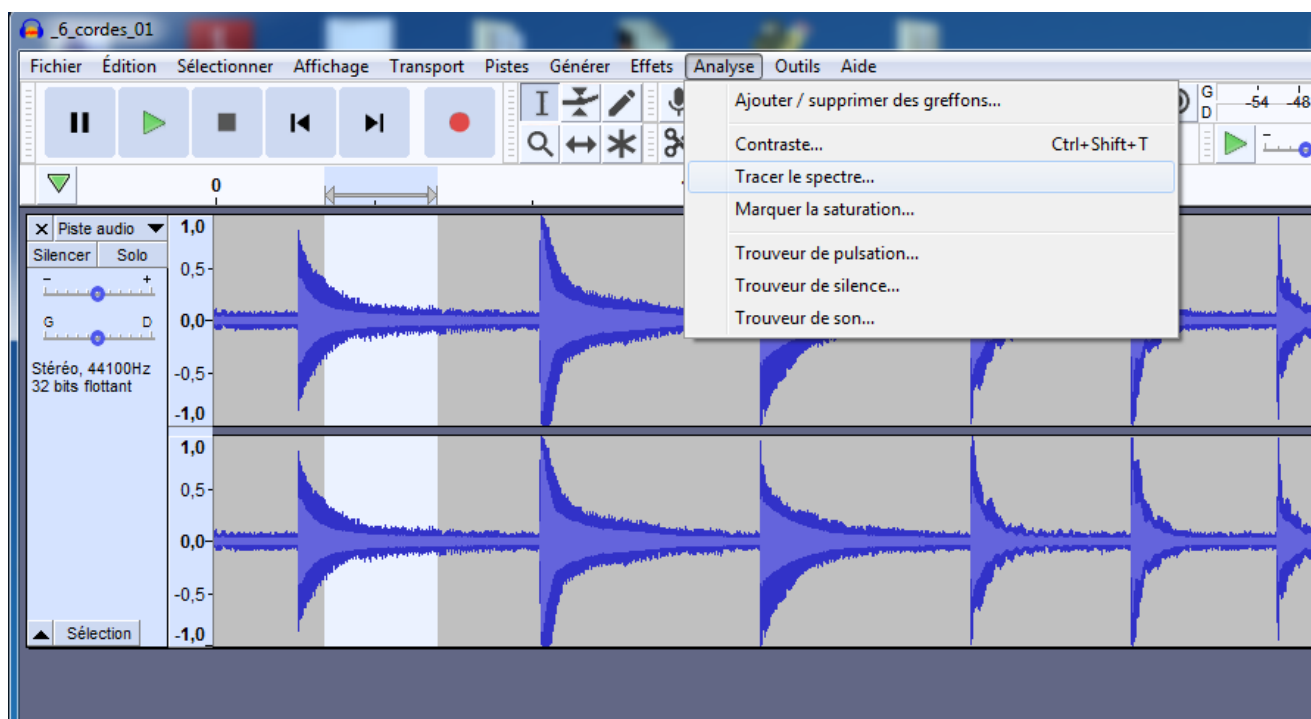 _6_cordes_01
Fichier Édition Sélectionner Affichage Transport Pistes Générer Effets Analyse Outils Aide
Ajouter / supprimer des greffons...
Contraste... Ctrl+Shift+T
Tracer le spectre...
Marquer la saturation...
Trouveur de pulsation...
Trouveur de silence...
Trouveur de son...
G
D
-54 -48
0
Piste audio
Silencer Solo
- +
G D
Stéréo, 44100Hz
32 bits flottant
Sélection
1,0
0,5-
0,0-
-0,5-
-1,0
1,0
0,5-
0,0-
-0,5-
-1,0